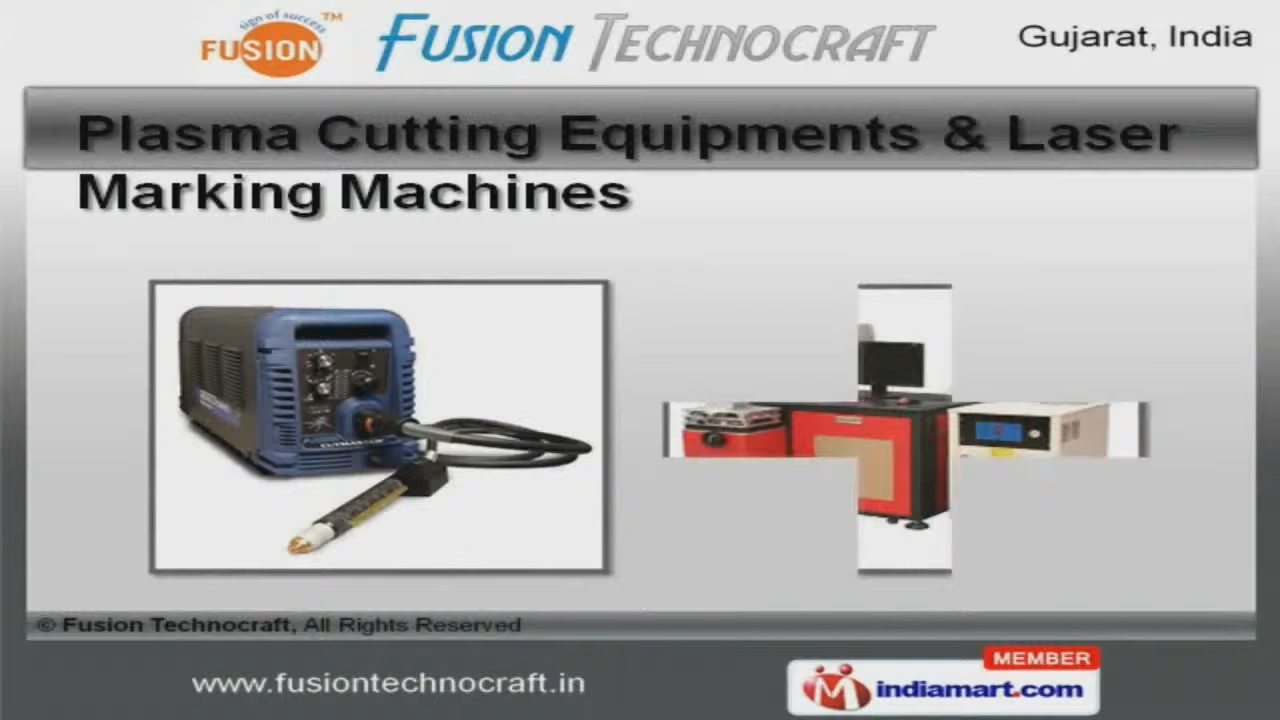 sign of success
FUSION
TM
FUSION TECHNOCRAFT
Gujarat, India
Plasma Cutting Equipments & Laser
Marking Machines
CUTMASTER
© Fusion Technocraft, All Rights Reserved
www.fusiontechnocraft.in
MEMBER
indiamart.com